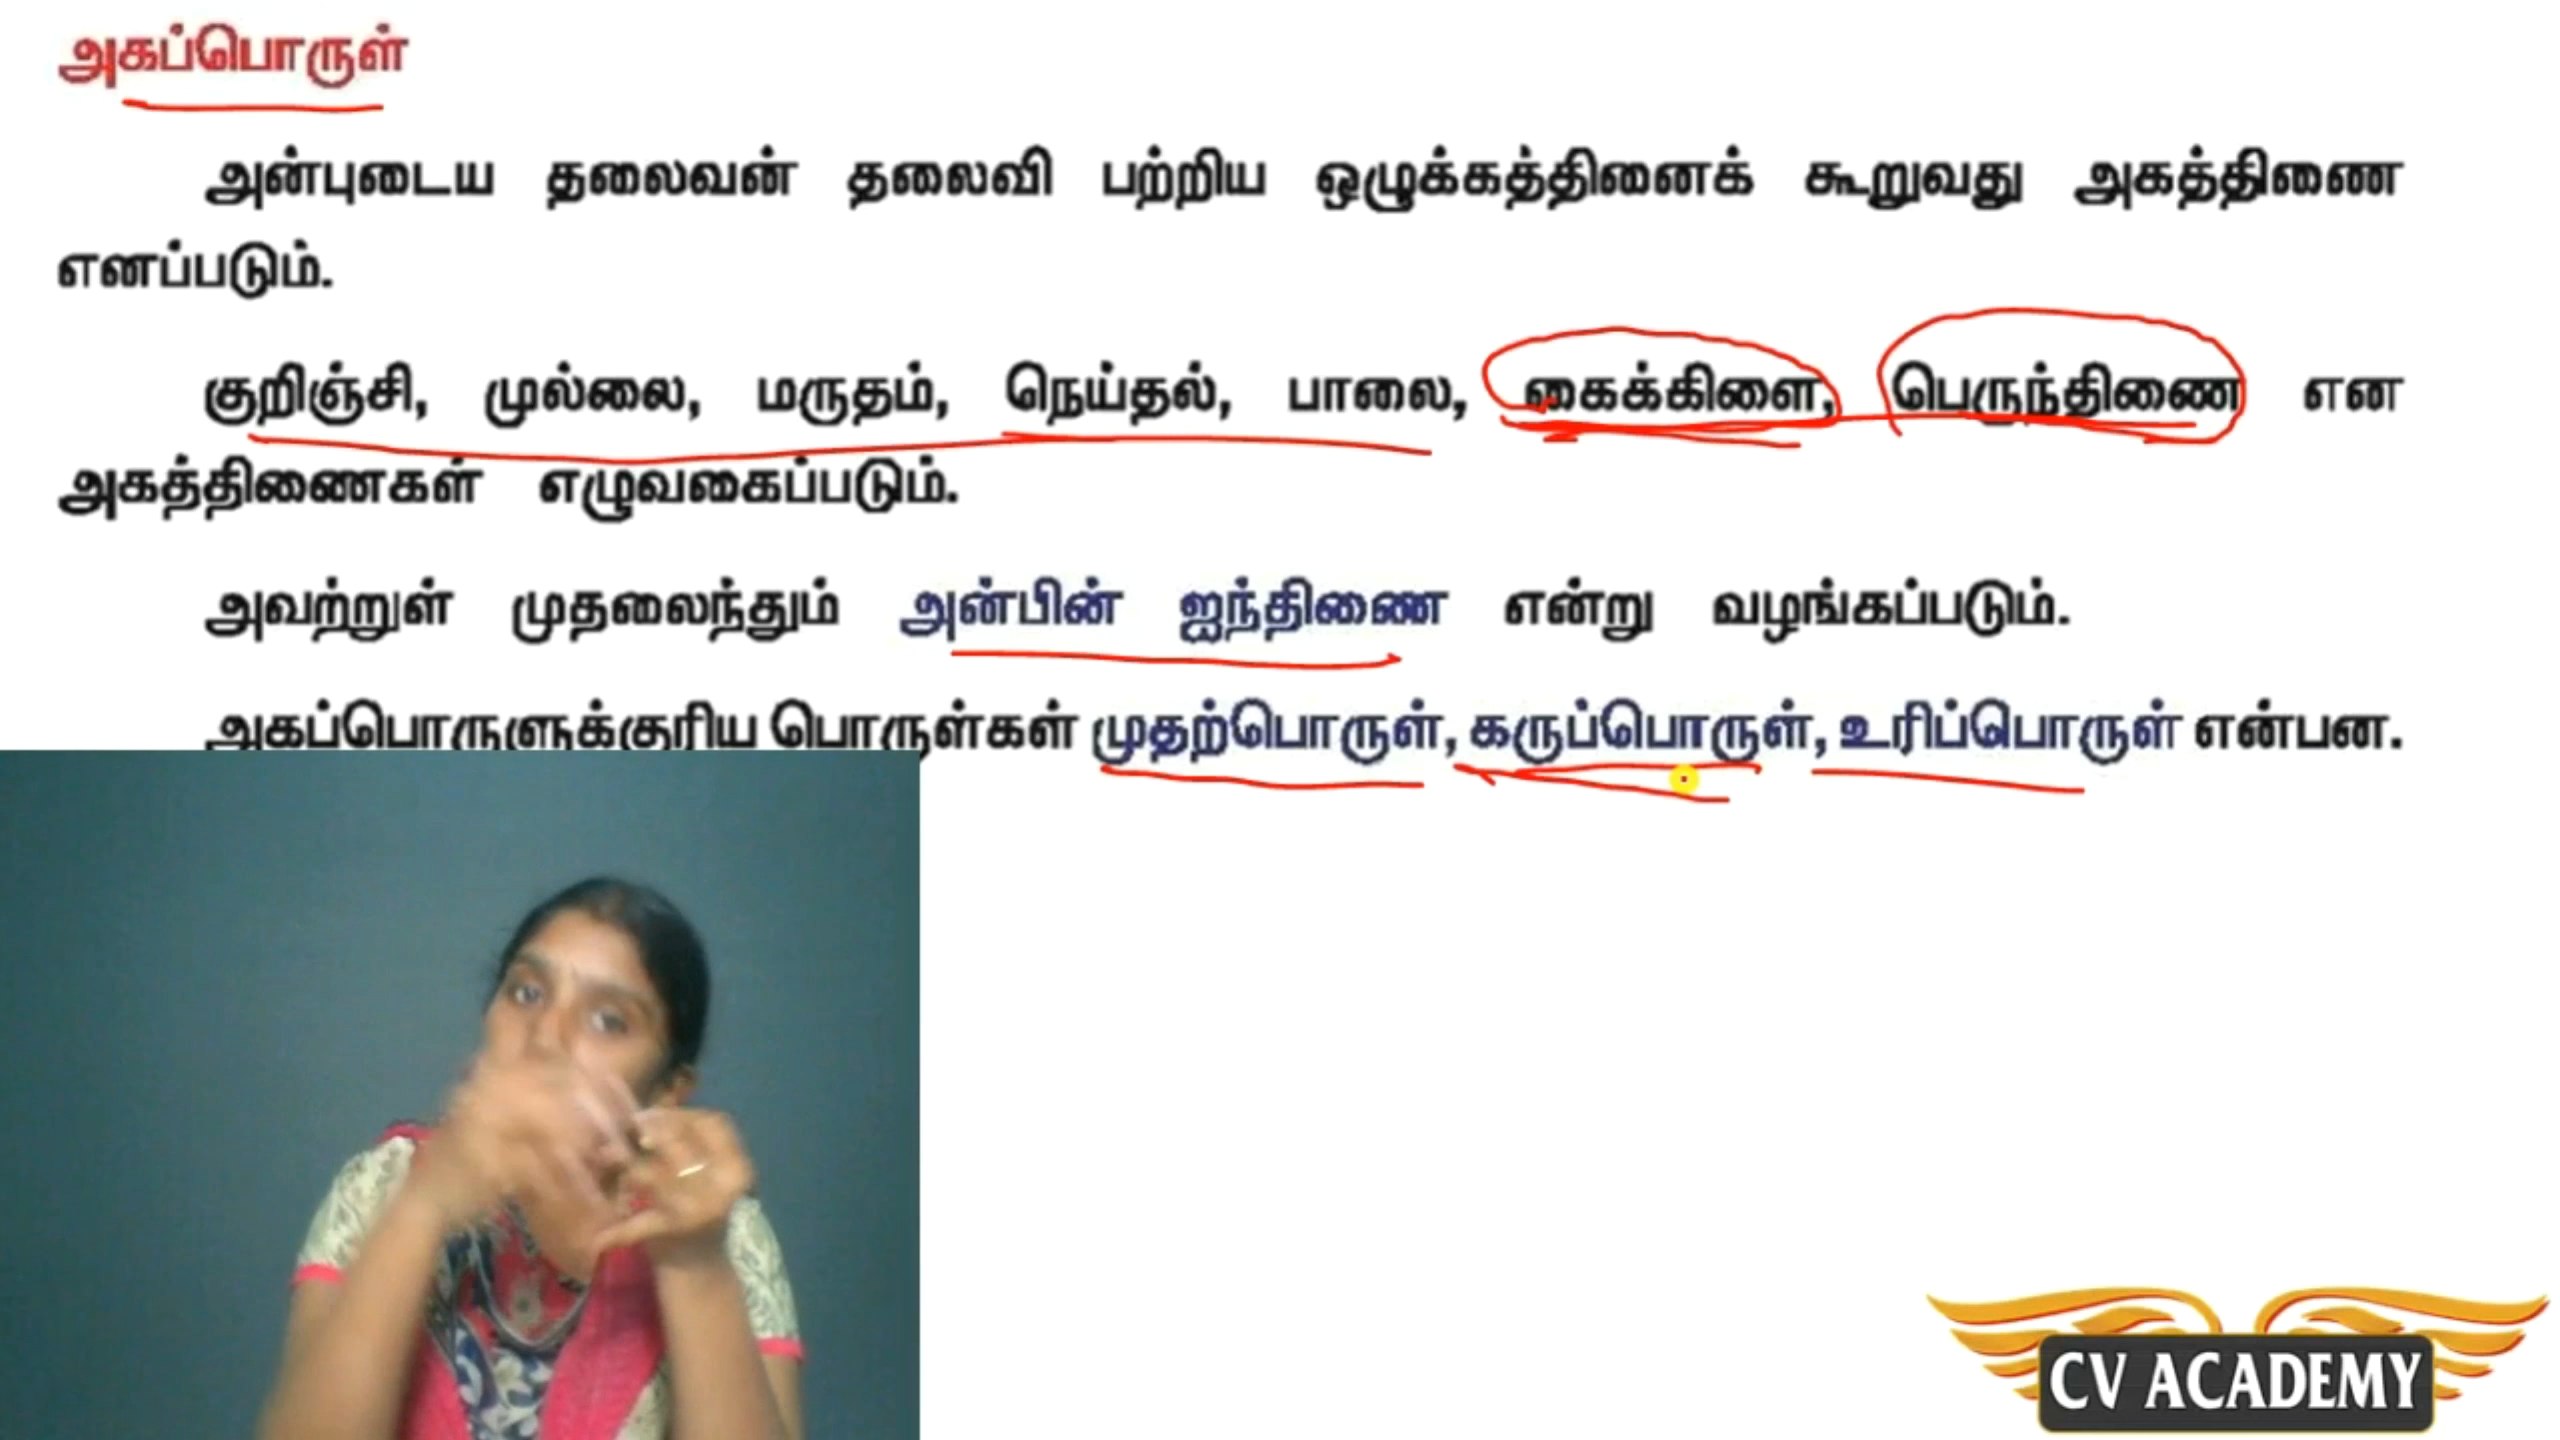 அகப்பொருள்
அன்புடைய தலைவன் தலைவி பற்றிய ஒழுக்கத்தினைக் கூறுவது அகத்திணை
எனப்படும்.
குறிஞ்சி, முல்லை, மருதம், நெய்தல், பாலை, கைக்கிளை, பெருந்திணை என
அகத்திணைகள் எழுவகைப்படும்.
அவற்றுள் முதலைந்தும் அன்பின் ஐந்திணை என்று வழங்கப்படும்.
அகப்பொருளுக்குரிய பொருள்கள் முதற்பொருள், கருப்பொருள், உரிப்பொருள் என்பன.
CV ACADEMY